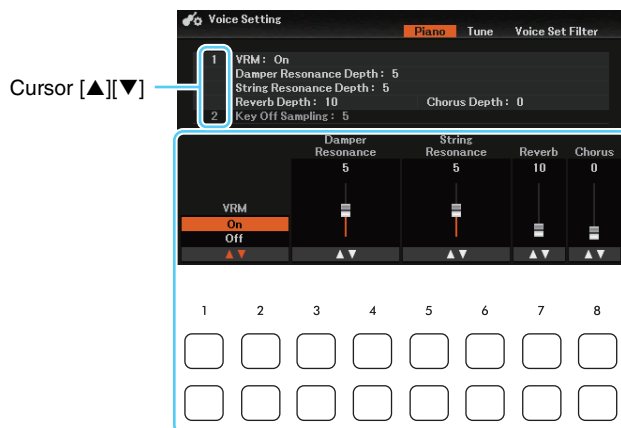 Voice Setting
Piano Tune Voice Set Filter
Cursor [▲][▼]
1 VRM : On
Damper Resonance Depth : 5
String Resonance Depth : 5
Reverb Depth : 10 Chorus Depth : 0
2 Key Off Sampling : 5
Damper Resonance String Resonance Reverb Chorus
5 5 10 0
VRM
On
Off
▲▼ ▲▼ ▲▼ ▲▼ ▲▼
1 2 3 4 5 6 7 8